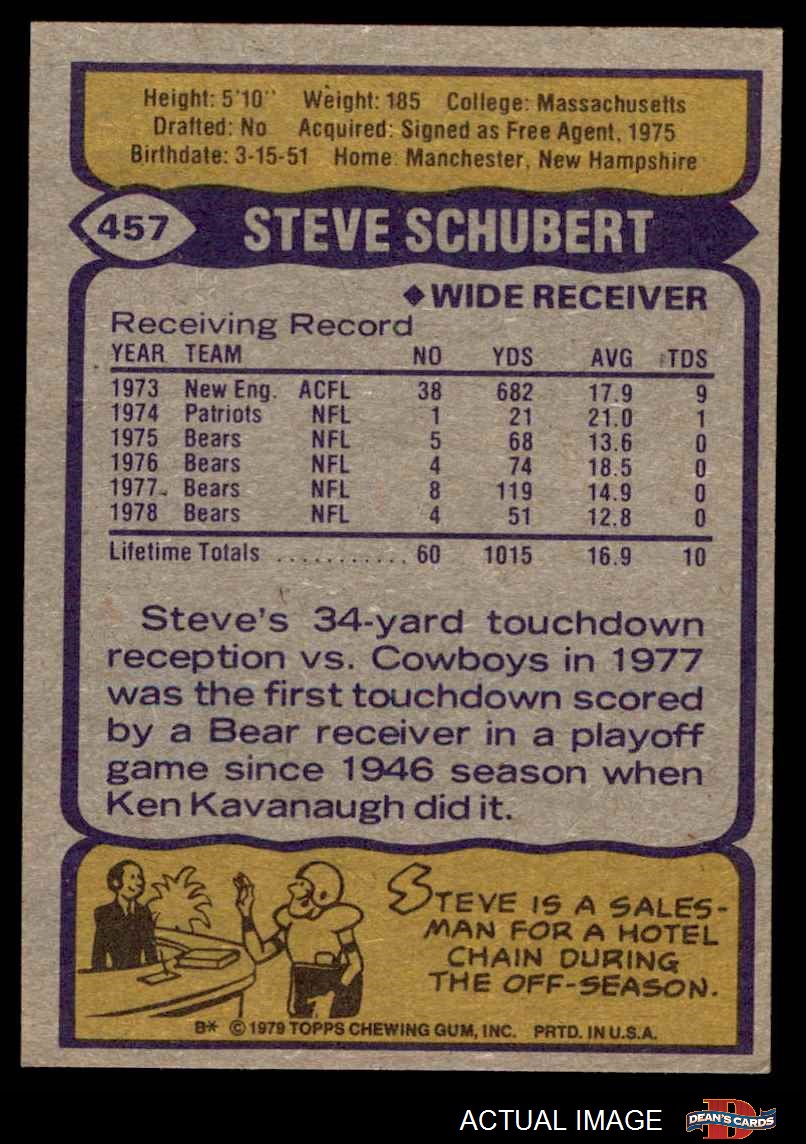 Height: 5'10" Weight: 185 College: Massachusetts
Drafted: No Acquired: Signed as Free Agent, 1975
Birthdate: 3-15-51 Home: Manchester, New Hampshire
457 STEVE SCHUBERT
◆WIDE RECEIVER
Receiving Record
YEAR TEAM NO YDS AVG TDS
1973 New Eng. ACFL 38 682 17.9 9
1974 Patriots NFL 1 21 21.0 1
1975 Bears NFL 5 68 13.6 0
1976 Bears NFL 4 74 18.5 0
1977 Bears NFL 8 119 14.9 0
1978 Bears NFL 4 51 12.8 0
Lifetime Totals ............ 60 1015 16.9 10
Steve's 34-yard touchdown
reception vs. Cowboys in 1977
was the first touchdown scored
by a Bear receiver in a playoff
game since 1946 season when
Ken Kavanaugh did it.
STEVE IS A SALES-
MAN FOR A HOTEL
CHAIN DURING
THE OFF-SEASON.
B* © 1979 TOPPS CHEWING GUM, INC. PRTD. IN U.S.A.
ACTUAL IMAGE
D
DEAN'S CARDS